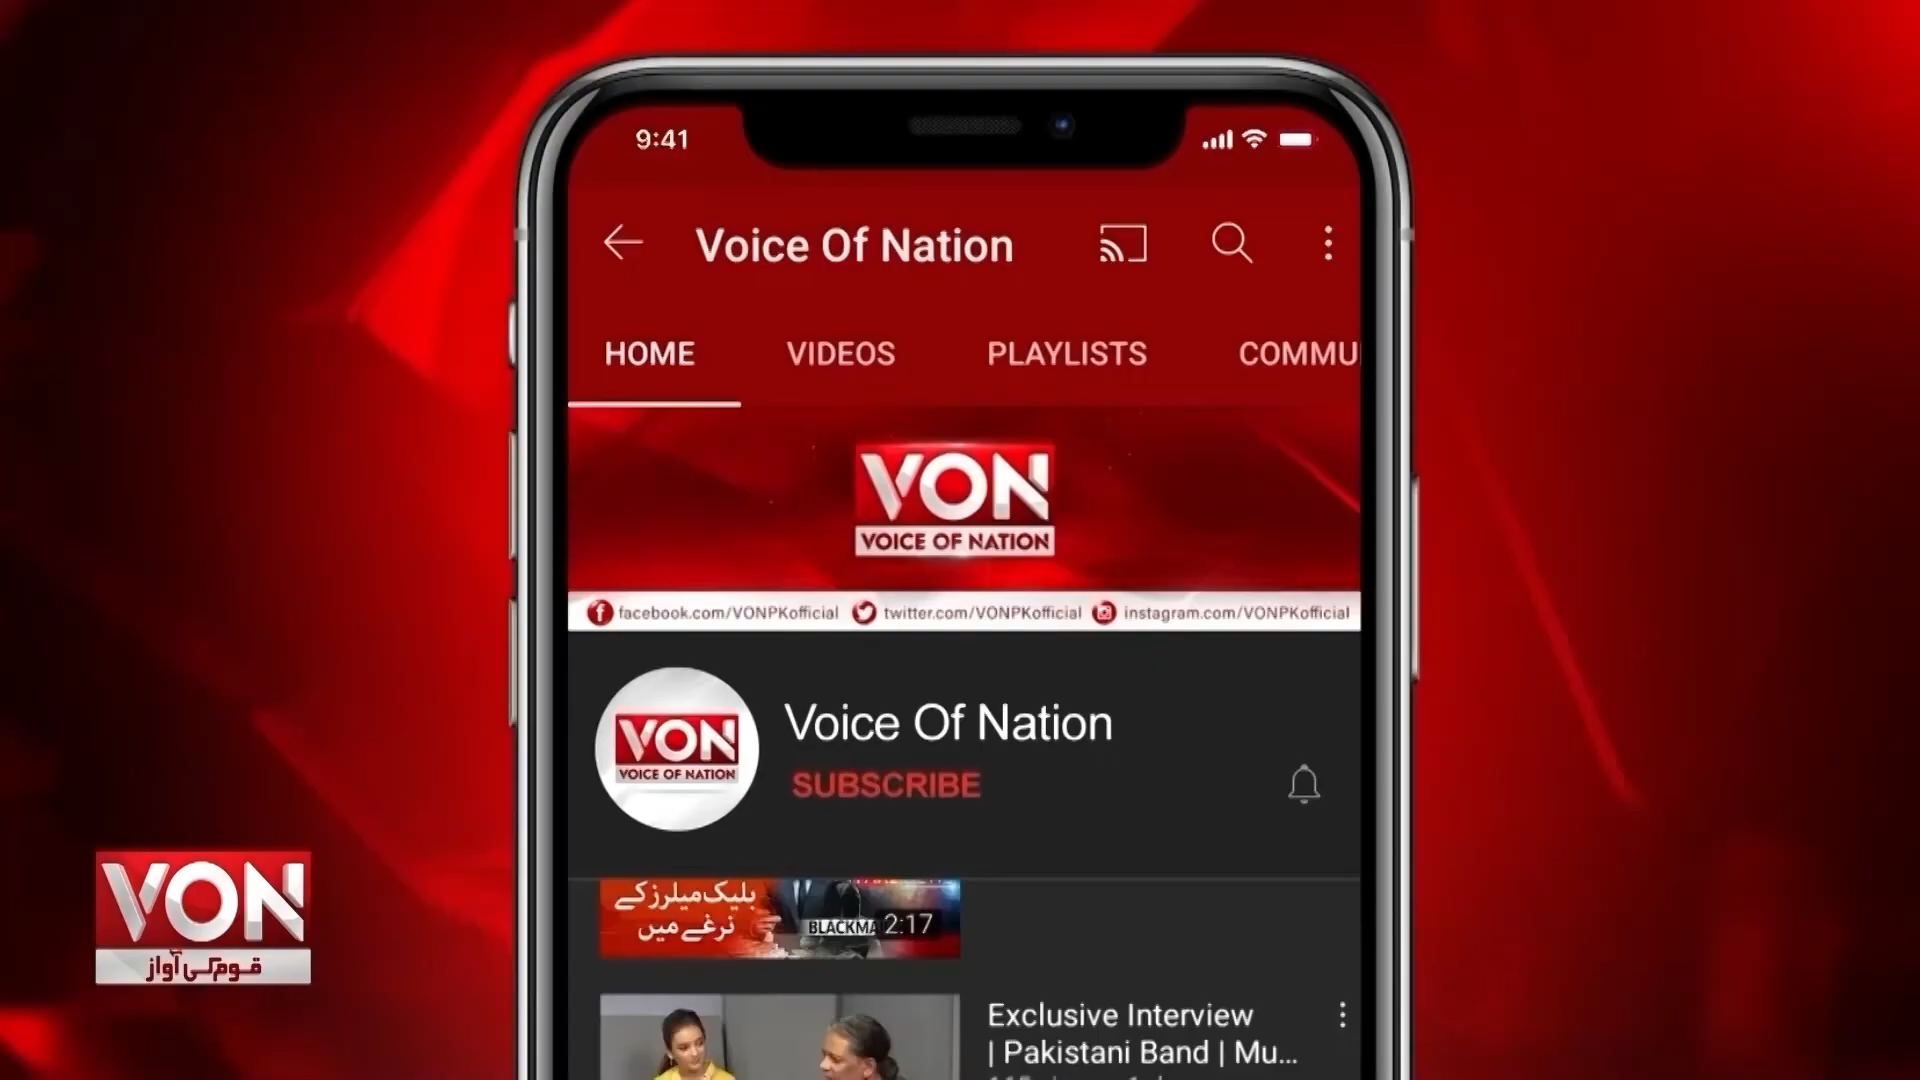 9:41
Voice Of Nation
HOME VIDEOS PLAYLISTS COMMU
VON
VOICE OF NATION
facebook.com/VONPKofficial twitter.com/VONPKofficial instagram.com/VONPKofficial
VON
VOICE OF NATION
Voice Of Nation
SUBSCRIBE
بلیک میلرز کے
نرغے میں
BLACKMA
2:17
Exclusive Interview
| Pakistani Band | Mu...
VON
قوم کی آواز